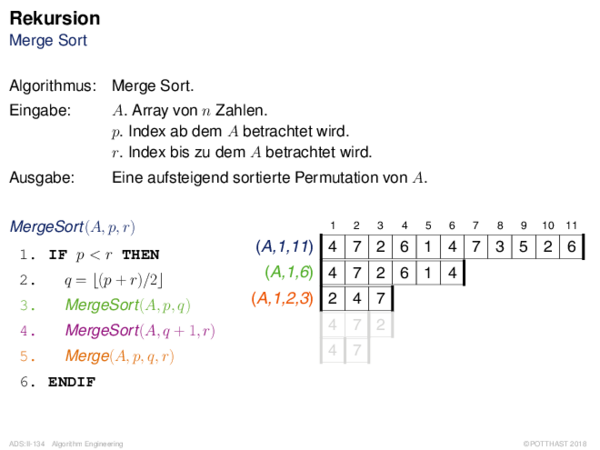 Rekursion
Merge Sort
Algorithmus: Merge Sort.
Eingabe: A. Array von n Zahlen.
p. Index ab dem A betrachtet wird.
r. Index bis zu dem A betrachtet wird.
Ausgabe: Eine aufsteigend sortierte Permutation von A.
MergeSort(A, p, r)
1. IF p < r THEN
2. q = ⌊(p + r)/2⌋
3. MergeSort(A, p, q)
4. MergeSort(A, q + 1, r)
5. Merge(A, p, q, r)
6. ENDIF
1 2 3 4 5 6 7 8 9 10 11
(A,1,11) 4 7 2 6 1 4 7 3 5 2 6
(A,1,6) 4 7 2 6 1 4
(A,1,2,3) 2 4 7
4 7 2
4 7
ADS:II-134 Algorithm Engineering © POTTHAST 2018